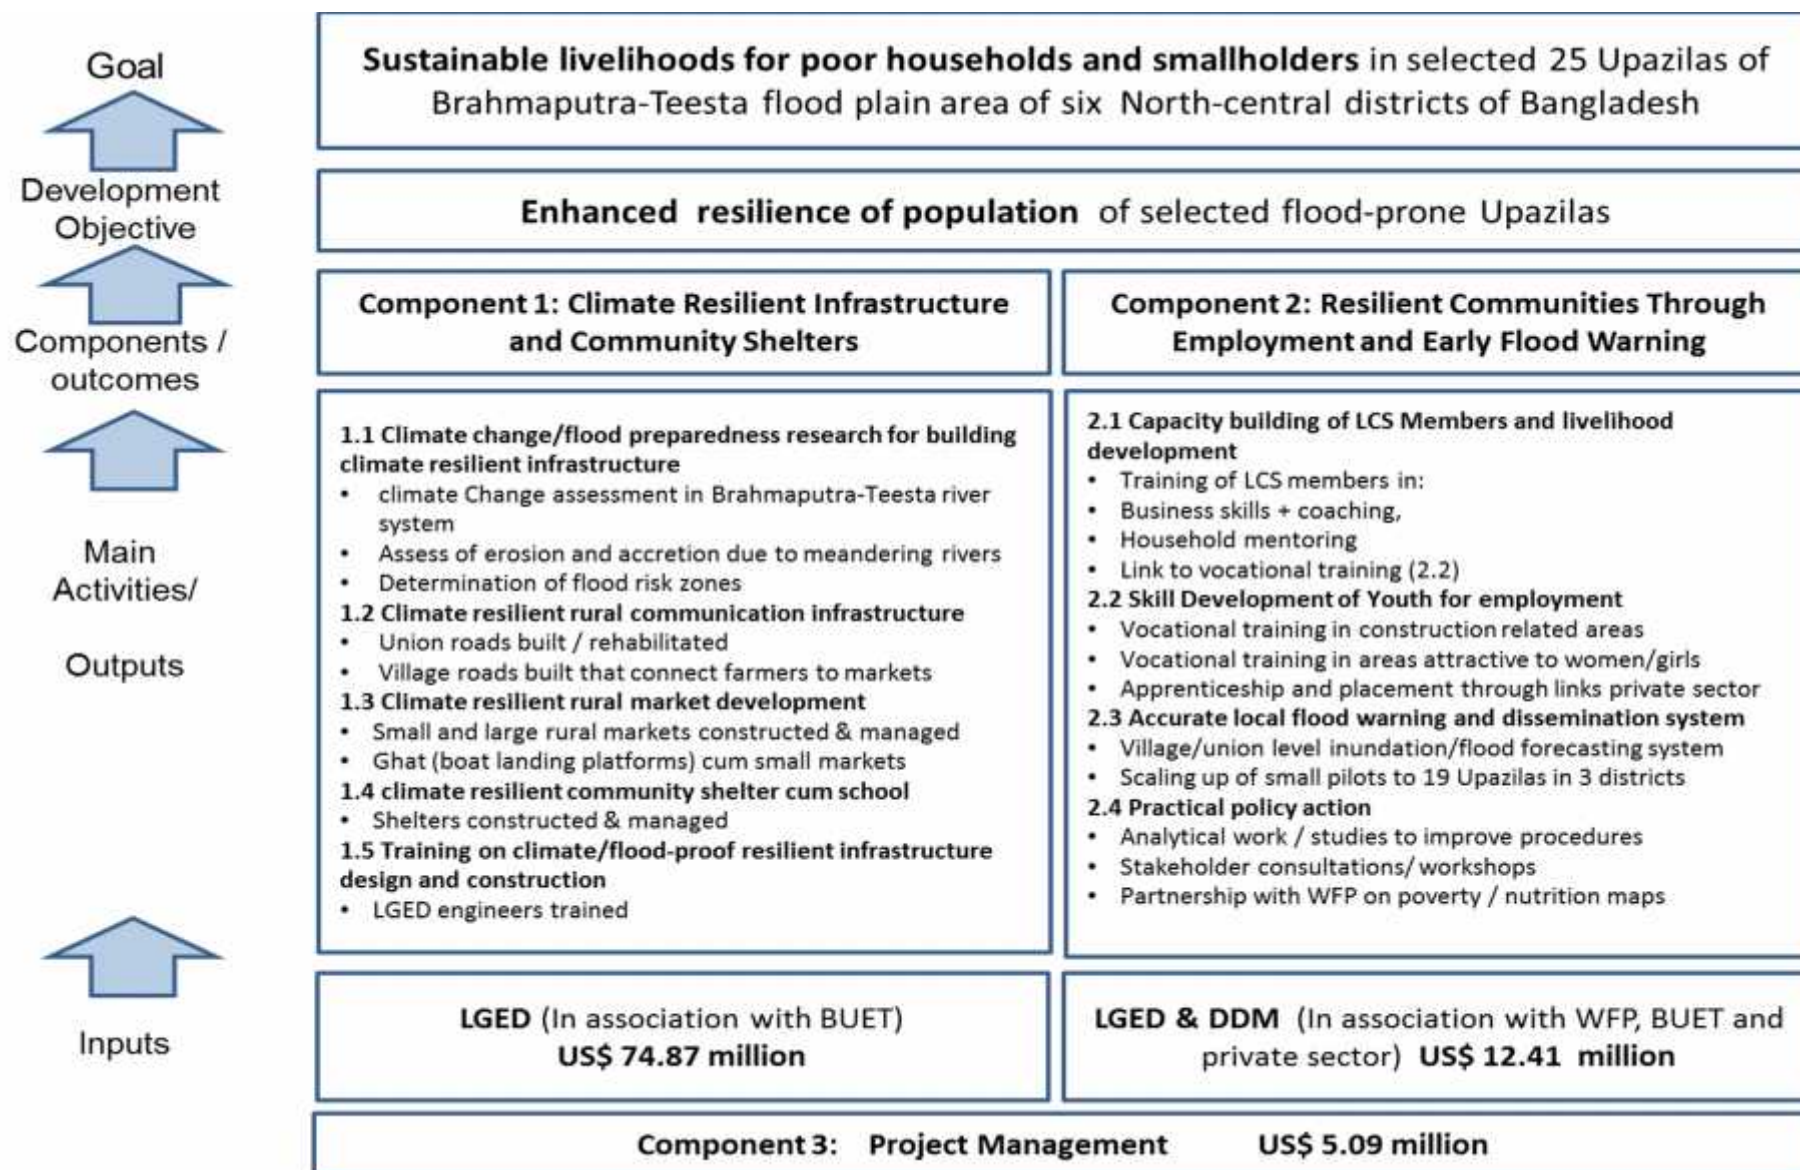 Goal
Sustainable livelihoods for poor households and smallholders in selected 25 Upazilas of
Brahmaputra-Teesta flood plain area of six North-central districts of Bangladesh
Development
Objective
Enhanced resilience of population of selected flood-prone Upazilas
Components /
outcomes
Component 1: Climate Resilient Infrastructure
and Community Shelters
Component 2: Resilient Communities Through
Employment and Early Flood Warning
Main
Activities/
Outputs
1.1 Climate change/flood preparedness research for building
climate resilient infrastructure
• climate Change assessment in Brahmaputra-Teesta river
system
• Assess of erosion and accretion due to meandering rivers
• Determination of flood risk zones
1.2 Climate resilient rural communication infrastructure
• Union roads built / rehabilitated
• Village roads built that connect farmers to markets
1.3 Climate resilient rural market development
• Small and large rural markets constructed & managed
• Ghat (boat landing platforms) cum small markets
1.4 climate resilient community shelter cum school
• Shelters constructed & managed
1.5 Training on climate/flood-proof resilient infrastructure
design and construction
• LGED engineers trained
2.1 Capacity building of LCS Members and livelihood
development
• Training of LCS members in:
• Business skills + coaching,
• Household mentoring
• Link to vocational training (2.2)
2.2 Skill Development of Youth for employment
• Vocational training in construction related areas
• Vocational training in areas attractive to women/girls
• Apprenticeship and placement through links private sector
2.3 Accurate local flood warning and dissemination system
• Village/union level inundation/flood forecasting system
• Scaling up of small pilots to 19 Upazilas in 3 districts
2.4 Practical policy action
• Analytical work / studies to improve procedures
• Stakeholder consultations/ workshops
• Partnership with WFP on poverty / nutrition maps
Inputs
LGED (In association with BUET)
US$ 74.87 million
LGED & DDM (In association with WFP, BUET and
private sector) US$ 12.41 million
Component 3: Project Management US$ 5.09 million